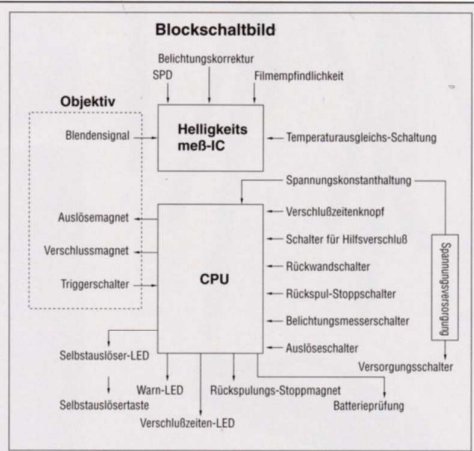 Blockschaltbild
Belichtungskorrektur
SPD
Filmempfindlichkeit
Objektiv
Blendensignal
Helligkeits
meß-IC
Temperaturausgleichs-Schaltung
Spannungskonstanthaltung
Auslösemagnet
Verschlussmagnet
Triggerschalter
CPU
Verschlußzeitenknopf
Schalter für Hilfsverschluß
Rückwandschalter
Rückspul-Stoppschalter
Belichtungsmesserschalter
Auslöseschalter
Spannungsversorgung
Versorgungsschalter
Selbstauslöser-LED
Selbstauslösertaste
Warn-LED
Verschlußzeiten-LED
Rückspulungs-Stoppmagnet
Batterieprüfung